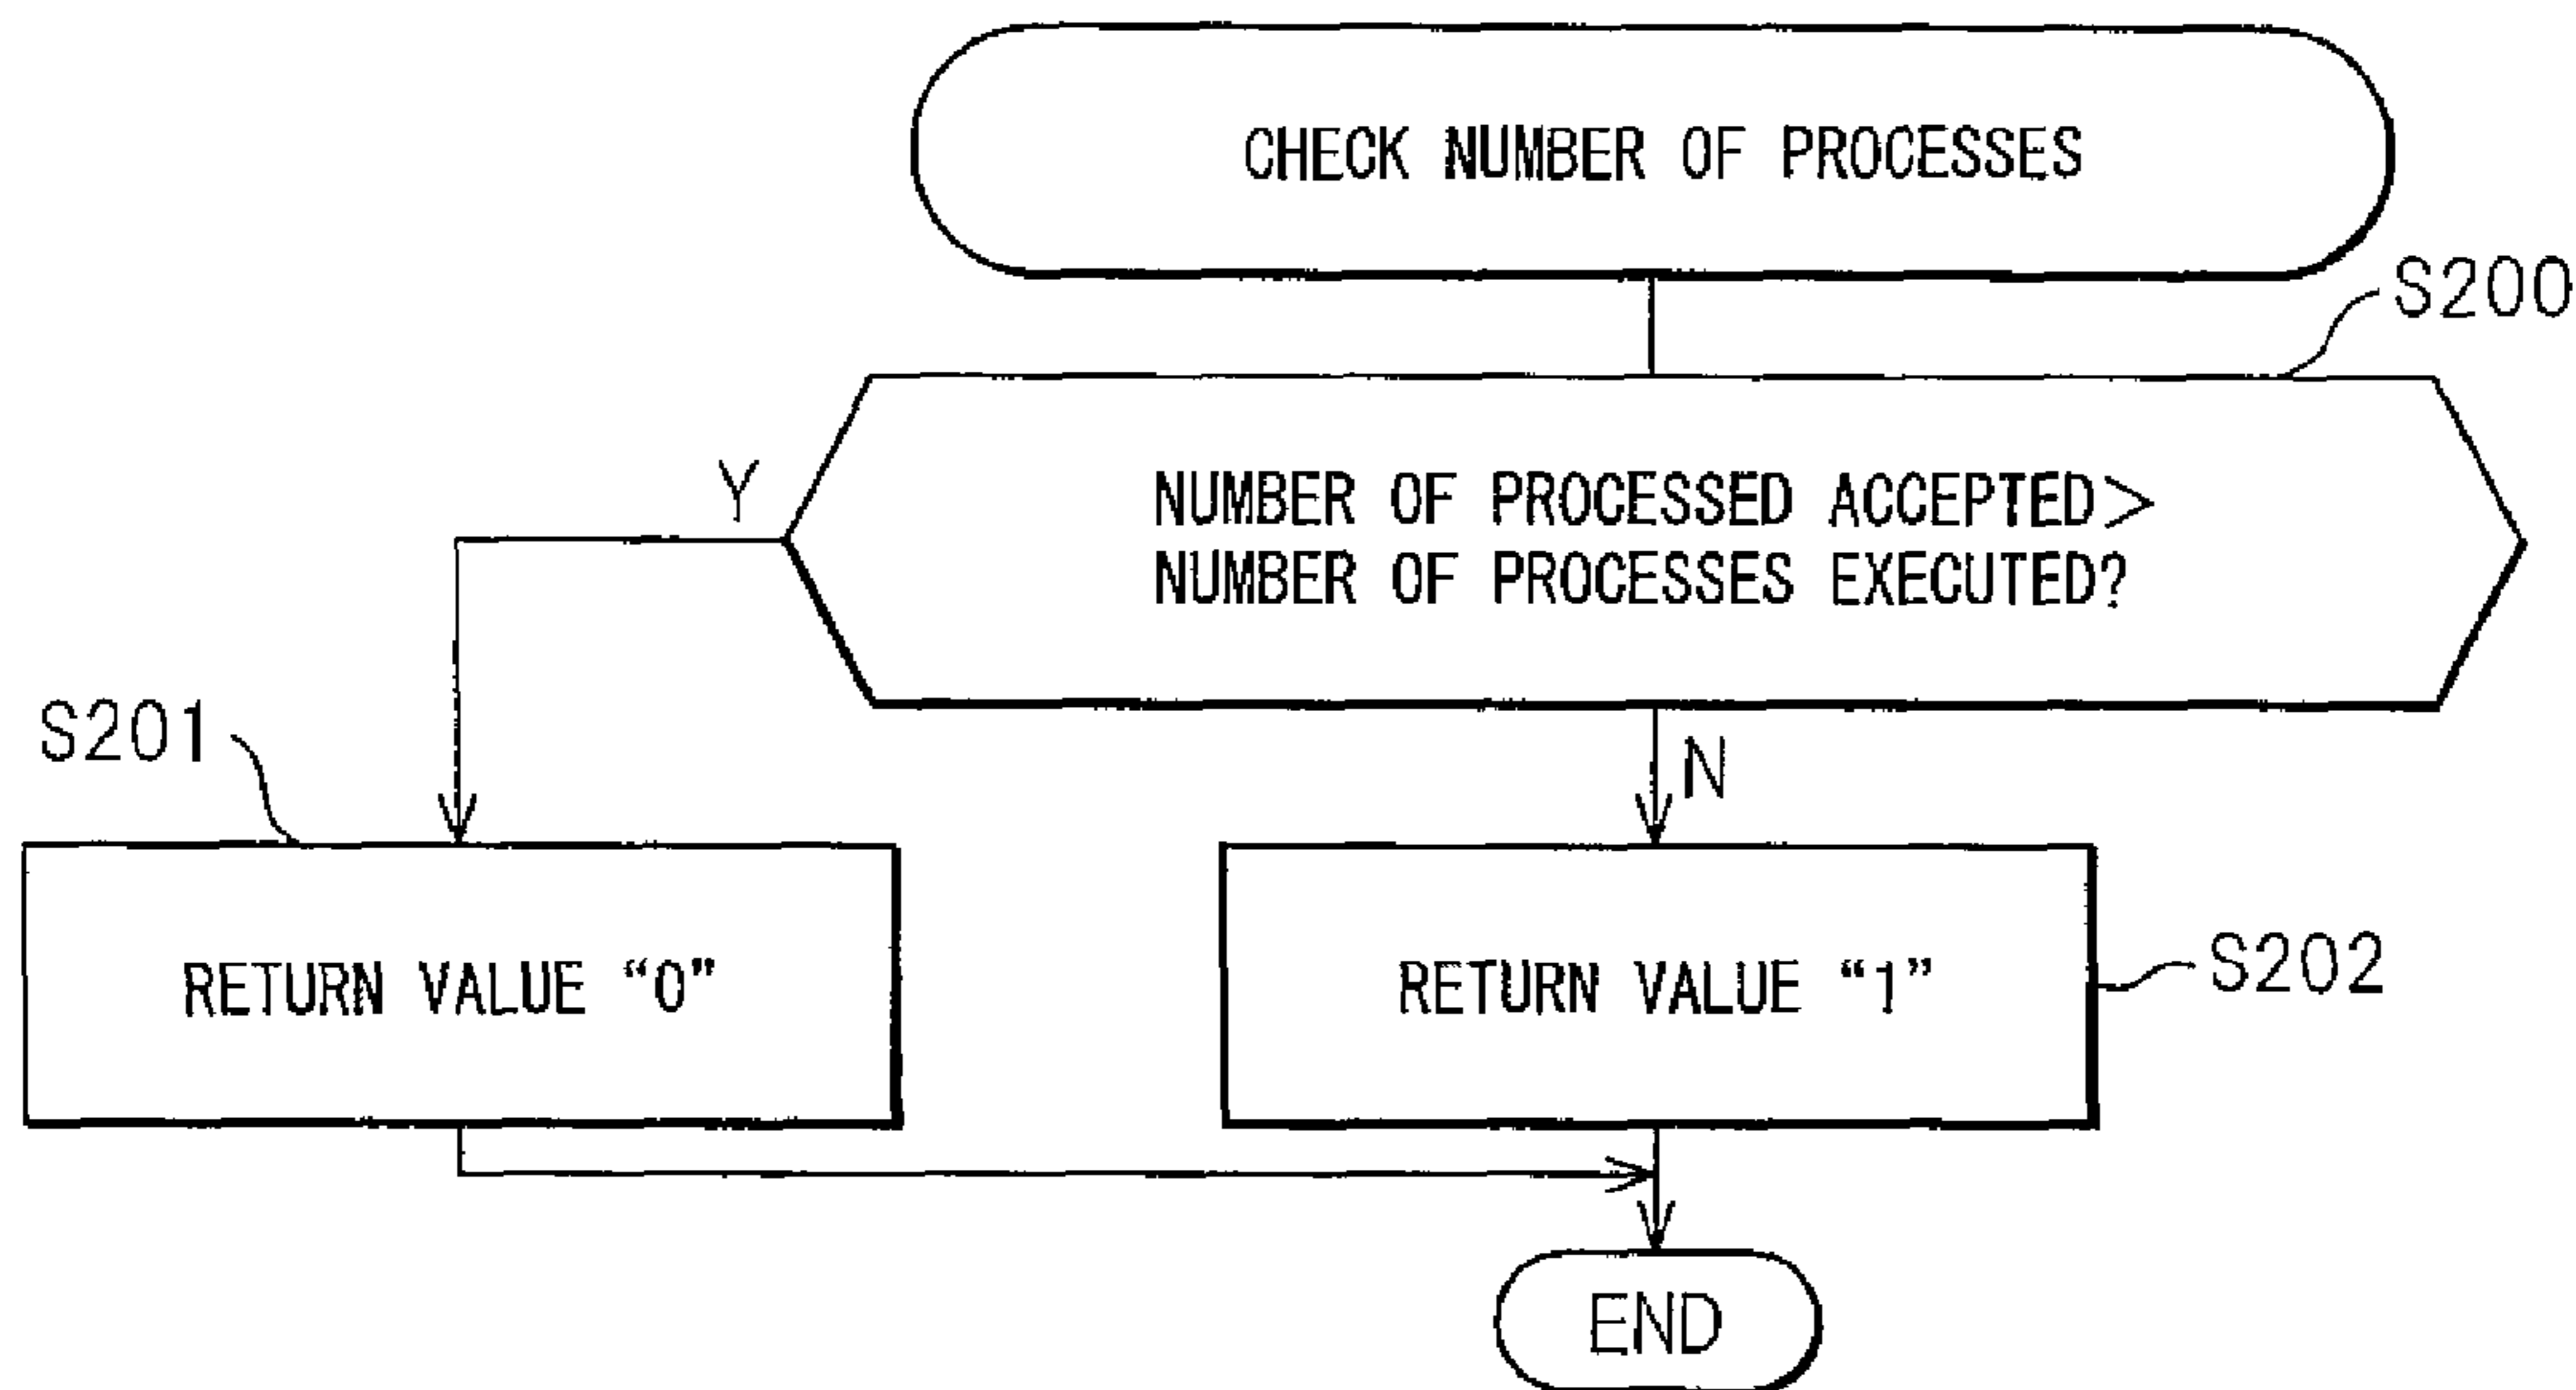 CHECK NUMBER OF PROCESSES
S200
NUMBER OF PROCESSED ACCEPTED>
NUMBER OF PROCESSES EXECUTED?
Y
N
S201
RETURN VALUE “0”
RETURN VALUE “1”
S202
END